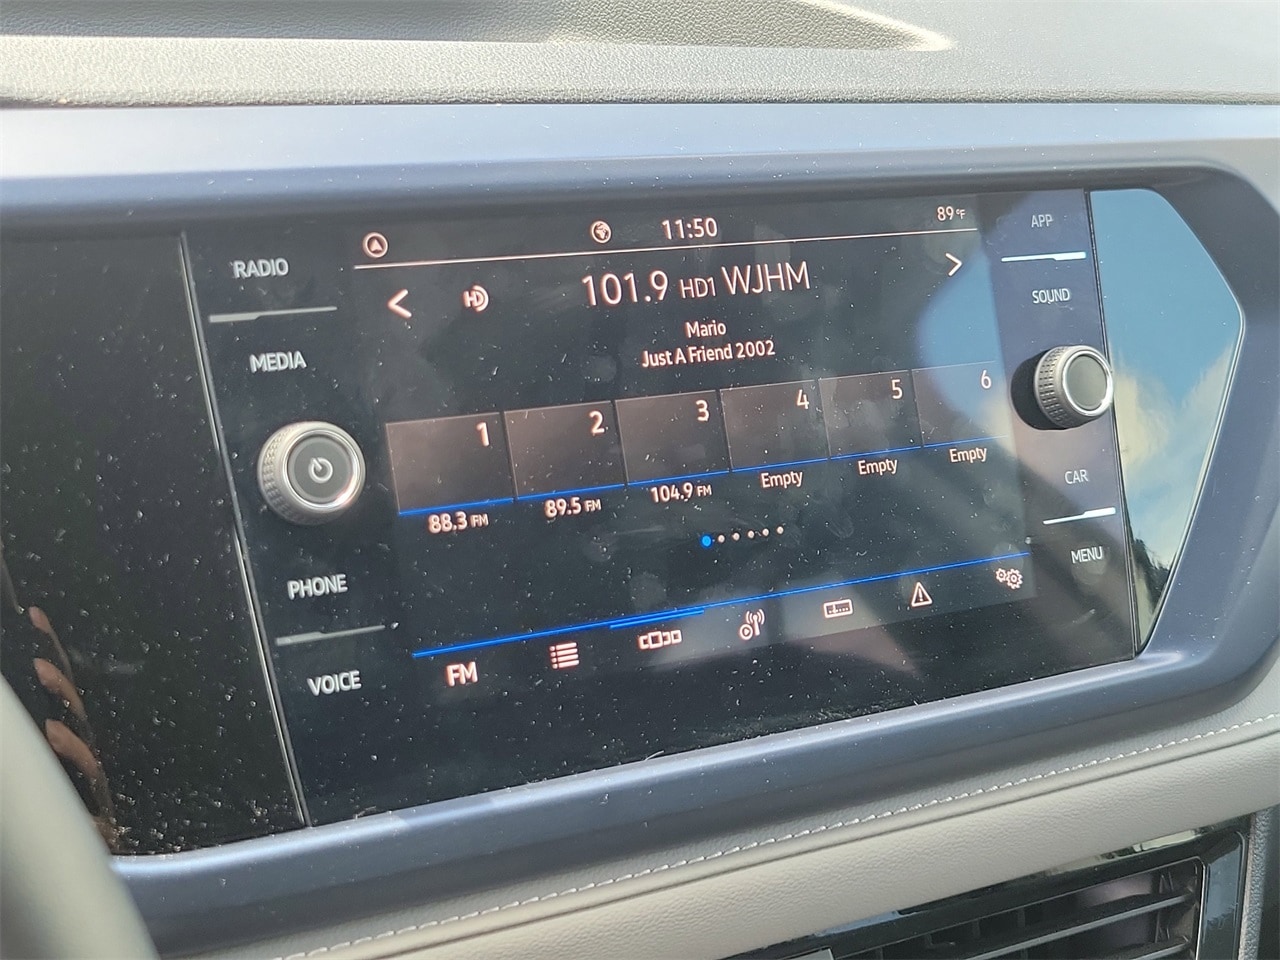 11:50
89°F
RADIO
MEDIA
PHONE
VOICE
HD
101.9 HD1 WJHM
Mario
Just A Friend 2002
1
2
3
4
5
6
88.3 FM
89.5 FM
104.9 FM
Empty
Empty
Empty
FM
APP
SOUND
CAR
MENU